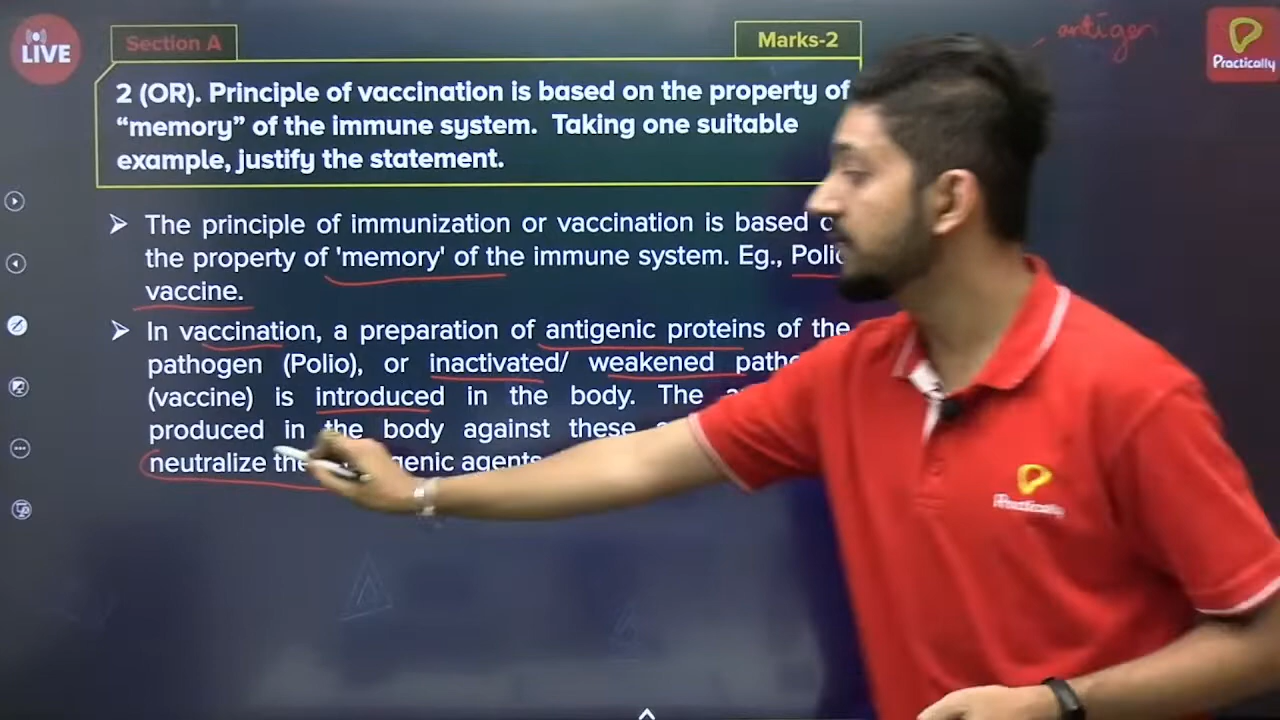 LIVE
Section A
Marks-2
antigen
Practically
2 (OR). Principle of vaccination is based on the property of
“memory” of the immune system. Taking one suitable
example, justify the statement.
The principle of immunization or vaccination is based
the property of 'memory' of the immune system. Eg., Polio
vaccine.
In vaccination, a preparation of antigenic proteins of the
pathogen (Polio), or inactivated/ weakened
(vaccine) is introduced in the body. The
produced in the body against these
neutralize agents
Practically